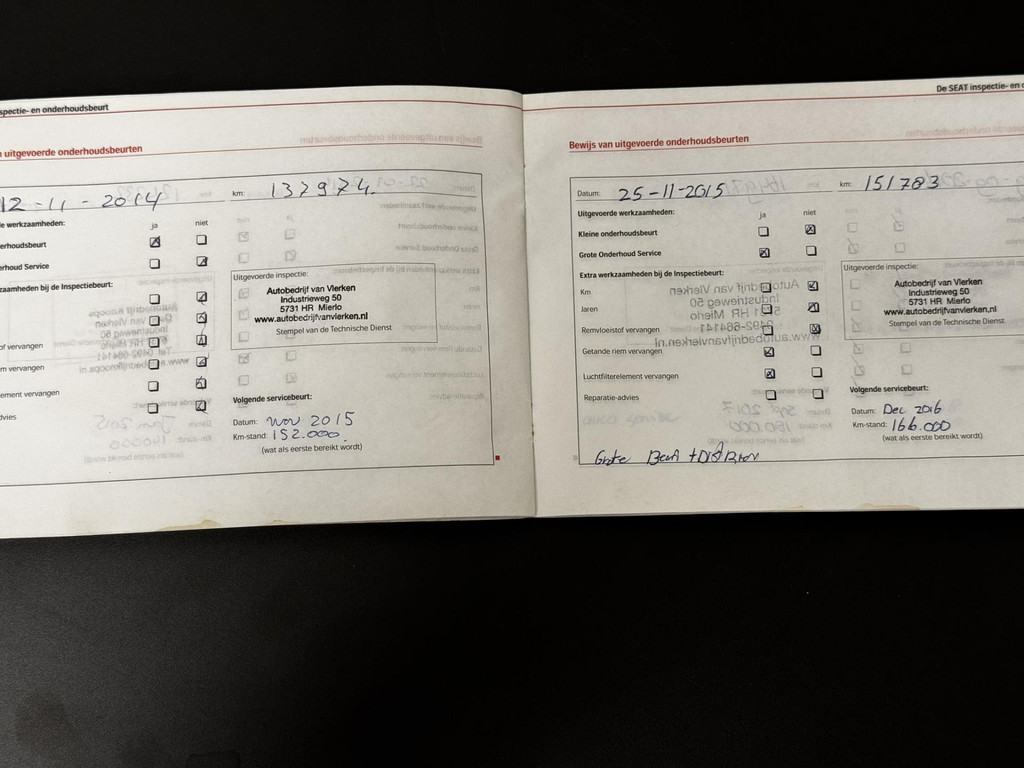 spectie- en onderhoudsbeurt
uitgevoerde onderhoudsbeurten
12-11-2014
km: 137974.
e werkzaamheden:
ja niet
erhoudsbeurt
erhoud Service
zaamheden bij de Inspectiebeurt:
of vervangen
m vervangen
ement vervangen
dvies
Uitgevoerde inspectie:
Autobedrijf van Vlerken
Industrieweg 50
5731 HR Mierlo
www.autobedrijfvanvlerken.nl
Stempel van de Technische Dienst
Volgende servicebeurt:
Datum: Nov 2015
Km-stand: 152.000.
(wat als eerste bereikt wordt)
De SEAT inspectie- en o
Bewijs van uitgevoerde onderhoudsbeurten
Datum: 25-11-2015
km: 151783
Uitgevoerde werkzaamheden:
ja niet
Kleine onderhoudsbeurt
Grote Onderhoud Service
Extra werkzaamheden bij de Inspectiebeurt:
Km
Jaren
Remvloeistof vervangen
Getande riem vervangen
Luchtfilterelement vervangen
Reparatie-advies
Uitgevoerde inspectie:
Autobedrijf van Vlerken
Industrieweg 50
5731 HR Mierlo
www.autobedrijfvanvlerken,nl
Stempel van de Technische Dienst
Volgende servicebeurt:
Datum: Dec 2016
Km-stand: 166.000
(wat als eerste bereikt wordt)
Grote